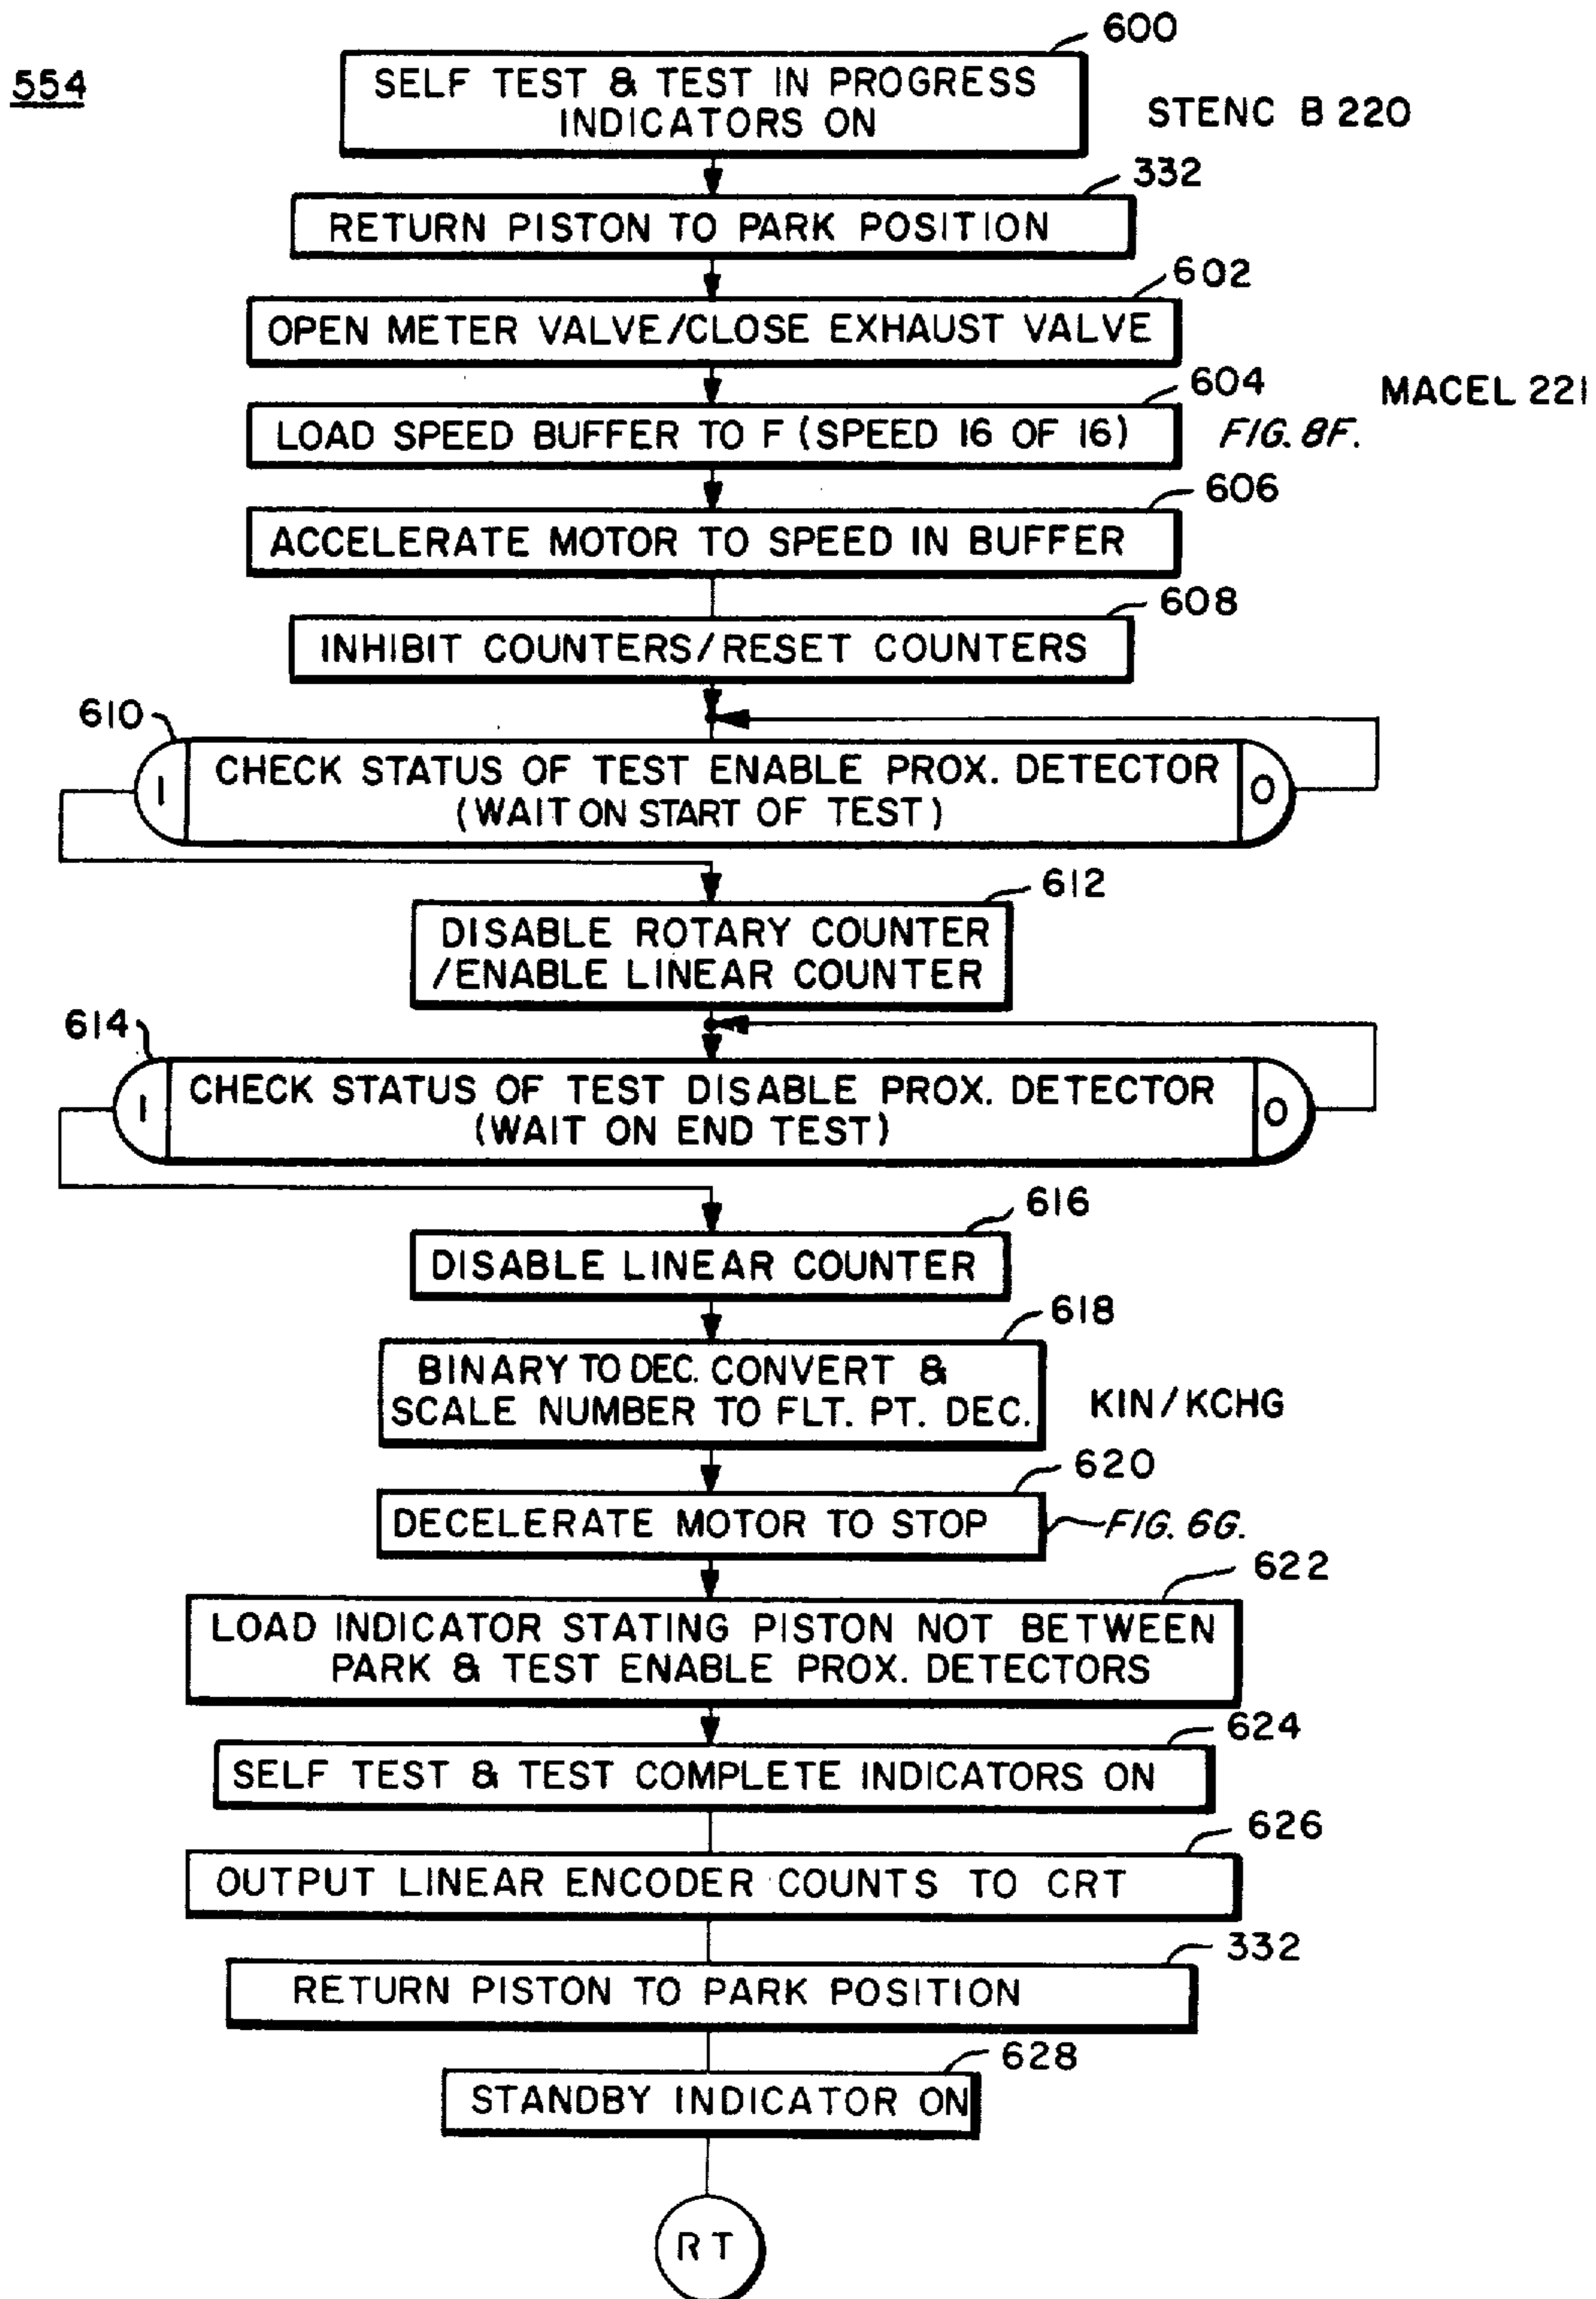 600
554
SELF TEST & TEST IN PROGRESS
INDICATORS ON
STENC B 220
332
RETURN PISTON TO PARK POSITION
602
OPEN METER VALVE/CLOSE EXHAUST VALVE
604
MACEL 221
LOAD SPEED BUFFER TO F (SPEED 16 OF 16)
FIG. 8F.
606
ACCELERATE MOTOR TO SPEED IN BUFFER
608
INHIBIT COUNTERS/RESET COUNTERS
610
1
CHECK STATUS OF TEST ENABLE PROX. DETECTOR
(WAIT ON START OF TEST)
0
612
DISABLE ROTARY COUNTER
/ENABLE LINEAR COUNTER
614
1
CHECK STATUS OF TEST DISABLE PROX. DETECTOR
(WAIT ON END TEST)
0
616
DISABLE LINEAR COUNTER
618
BINARY TO DEC. CONVERT &
SCALE NUMBER TO FLT. PT. DEC.
KIN/KCHG
620
DECELERATE MOTOR TO STOP
FIG. 6G.
622
LOAD INDICATOR STATING PISTON NOT BETWEEN
PARK & TEST ENABLE PROX. DETECTORS
624
SELF TEST & TEST COMPLETE INDICATORS ON
626
OUTPUT LINEAR ENCODER COUNTS TO CRT
332
RETURN PISTON TO PARK POSITION
628
STANDBY INDICATOR ON
RT